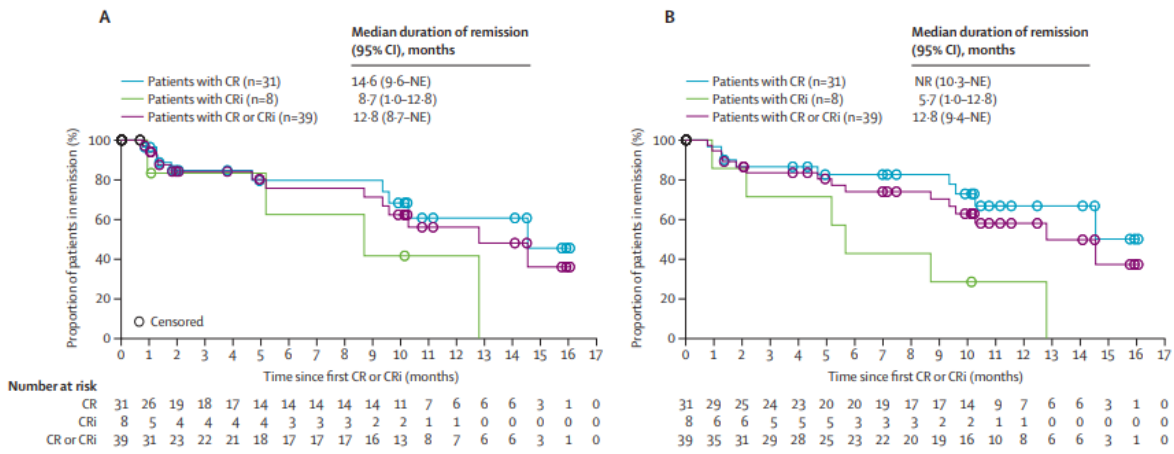 A
Median duration of remission
(95% CI), months
Patients with CR (n=31) 14·6 (9·6–NE)
Patients with CRi (n=8) 8·7 (1·0–12·8)
Patients with CR or CRi (n=39) 12·8 (8·7–NE)
Proportion of patients in remission (%)
100
80
60
40
20
0
Censored
0 1 2 3 4 5 6 7 8 9 10 11 12 13 14 15 16 17
Time since first CR or CRi (months)
Number at risk
CR 31 26 19 18 17 14 14 14 14 14 11 7 6 6 6 3 1 0
CRi 8 5 4 4 4 4 3 3 3 2 2 1 1 0 0 0 0 0
CR or CRi 39 31 23 22 21 18 17 17 17 16 13 8 7 6 6 3 1 0
B
Median duration of remission
(95% CI), months
Patients with CR (n=31) NR (10·3–NE)
Patients with CRi (n=8) 5·7 (1·0–12·8)
Patients with CR or CRi (n=39) 12·8 (9·4–NE)
Proportion of patients in remission (%)
100
80
60
40
20
0
0 1 2 3 4 5 6 7 8 9 10 11 12 13 14 15 16 17
Time since first CR or CRi (months)
31 29 25 24 23 20 20 19 17 17 14 9 7 6 6 3 1 0
8 6 6 5 5 5 3 3 3 2 2 1 1 0 0 0 0 0
39 35 31 29 28 25 23 22 20 19 16 10 8 6 6 3 1 0